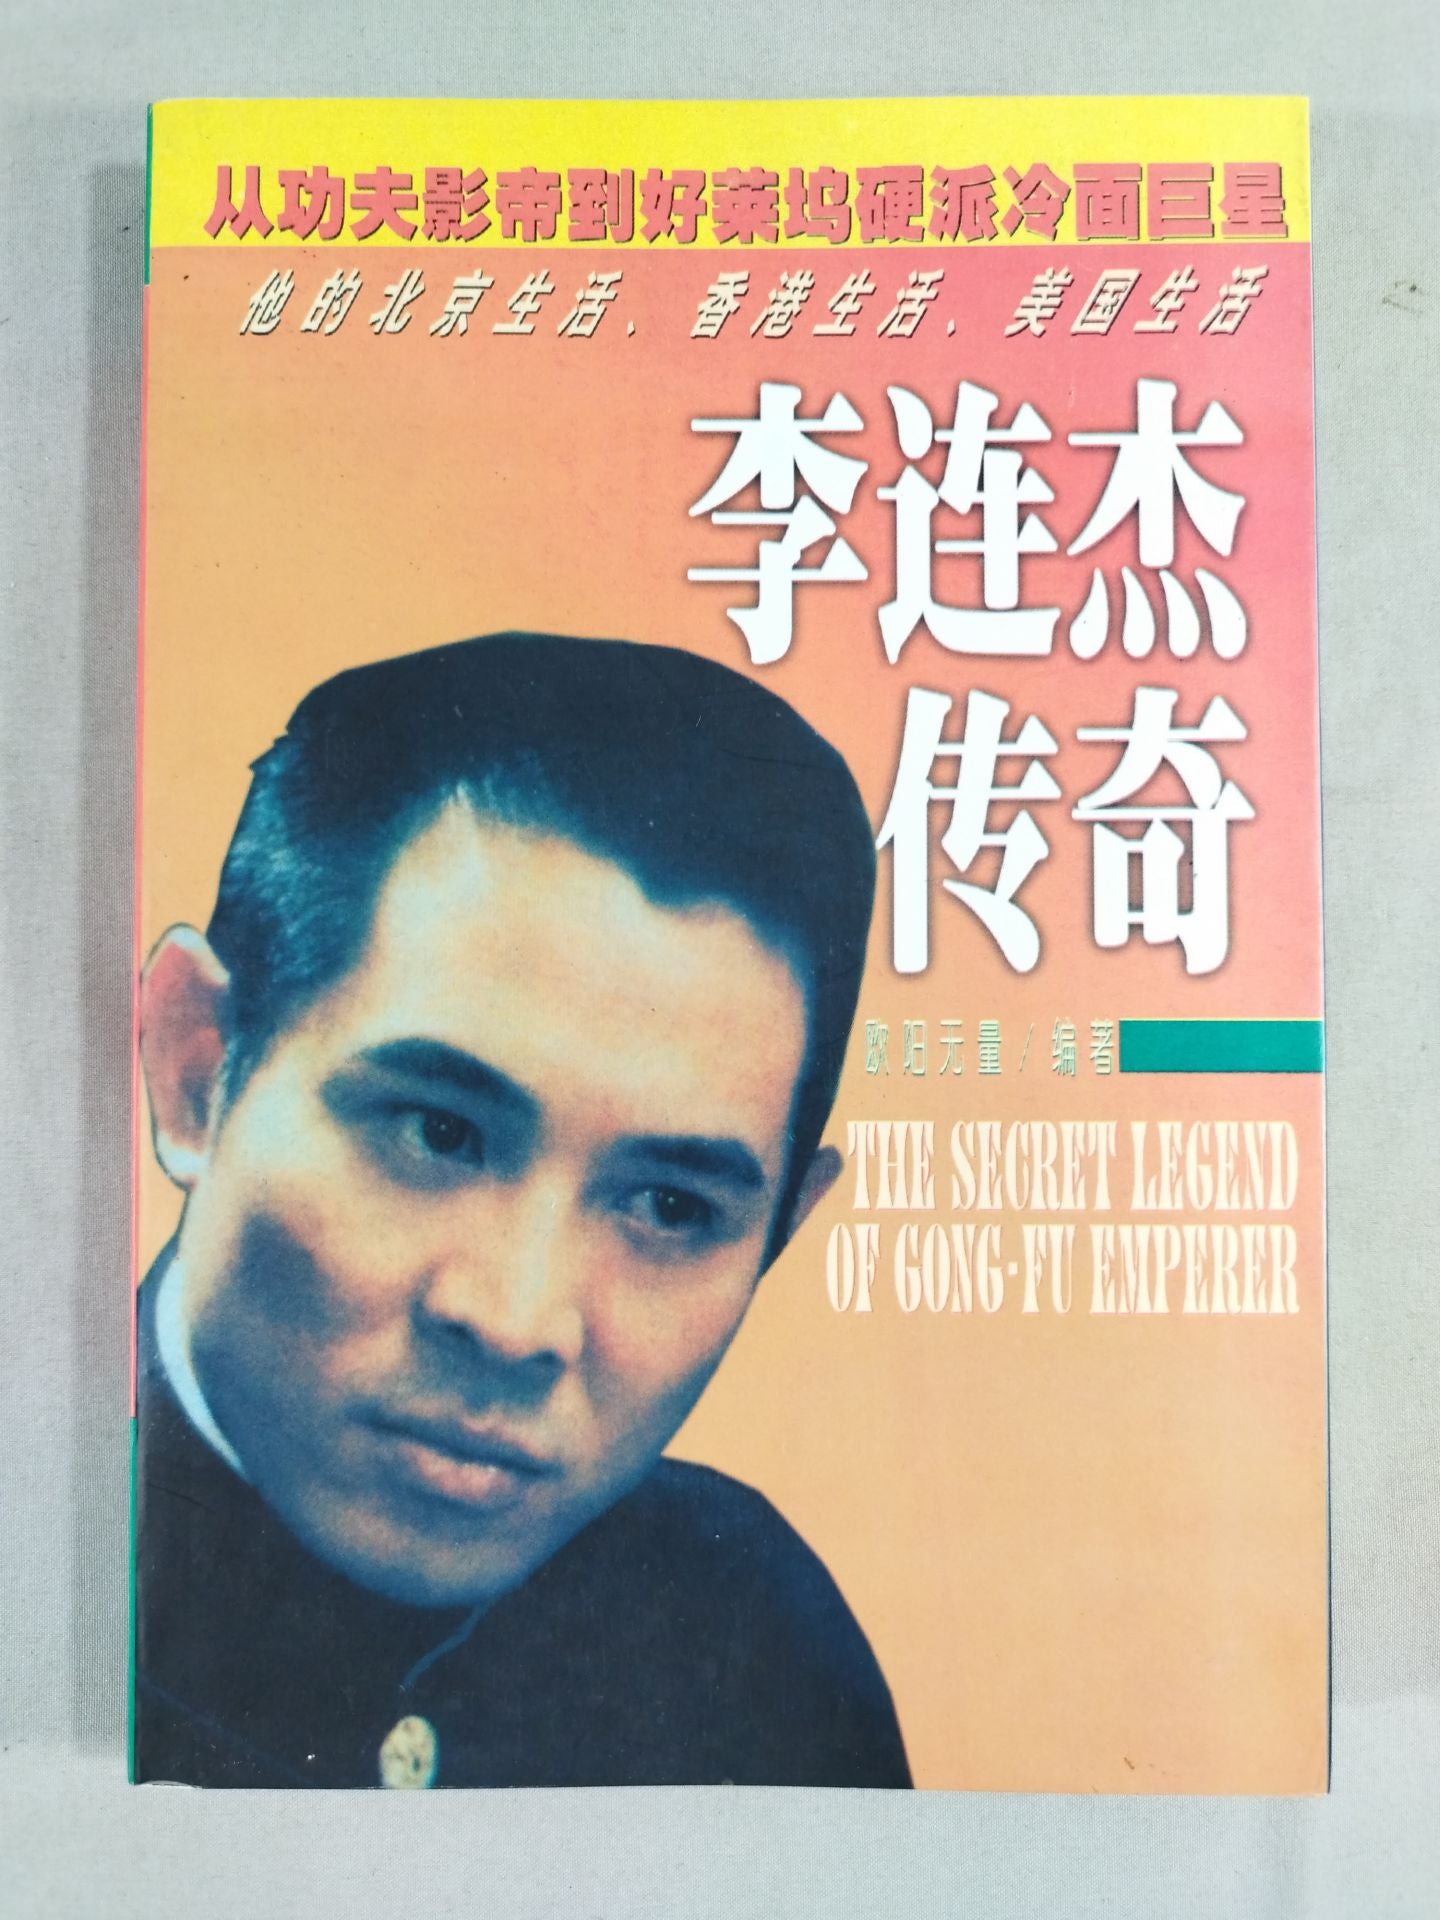 从功夫影帝到好莱坞硬派冷面巨星
他的北京生活、香港生活、美国生活
李连杰
传奇
欧阳无量/编著
THE SECRET LEGEND
OF GONG-FU EMPERER